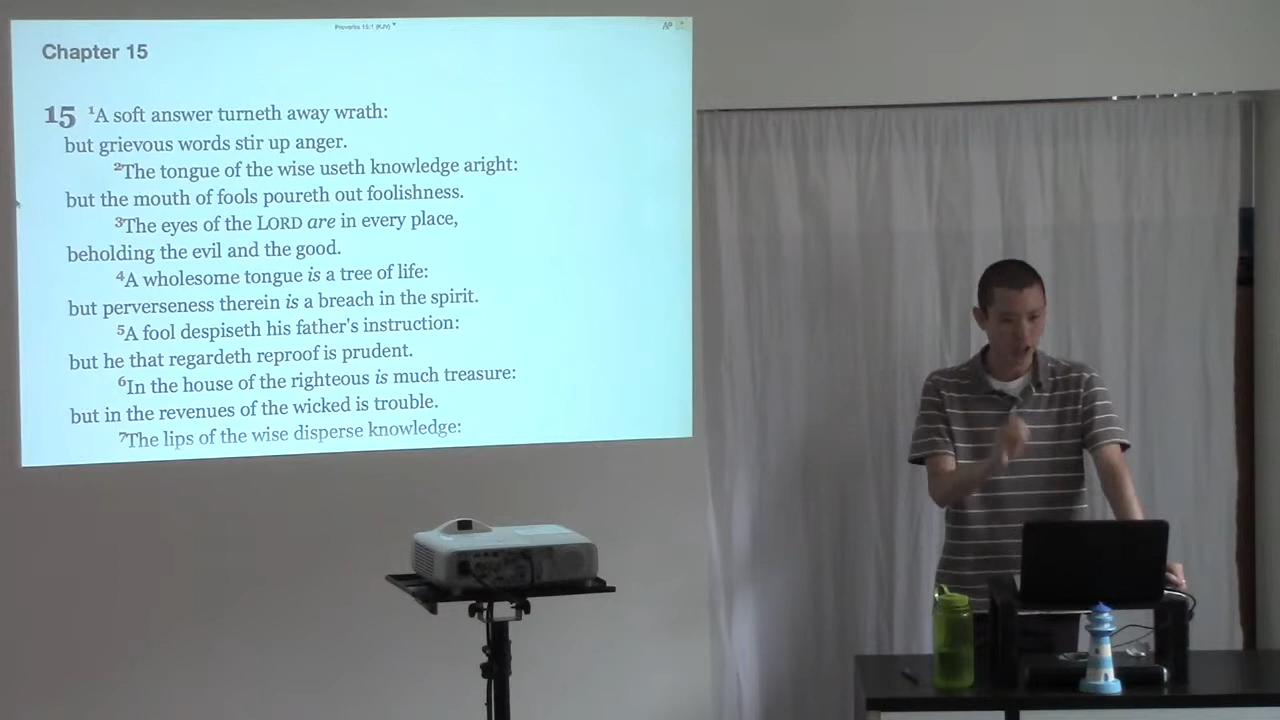 Proverbs 15:1 (KJV)
Chapter 15
15 ¹A soft answer turneth away wrath:
but grievous words stir up anger.
²The tongue of the wise useth knowledge aright:
but the mouth of fools poureth out foolishness.
³The eyes of the LORD are in every place,
beholding the evil and the good.
⁴A wholesome tongue is a tree of life:
but perverseness therein is a breach in the spirit.
⁵A fool despiseth his father's instruction:
but he that regardeth reproof is prudent.
⁶In the house of the righteous is much treasure:
but in the revenues of the wicked is trouble.
⁷The lips of the wise disperse knowledge: